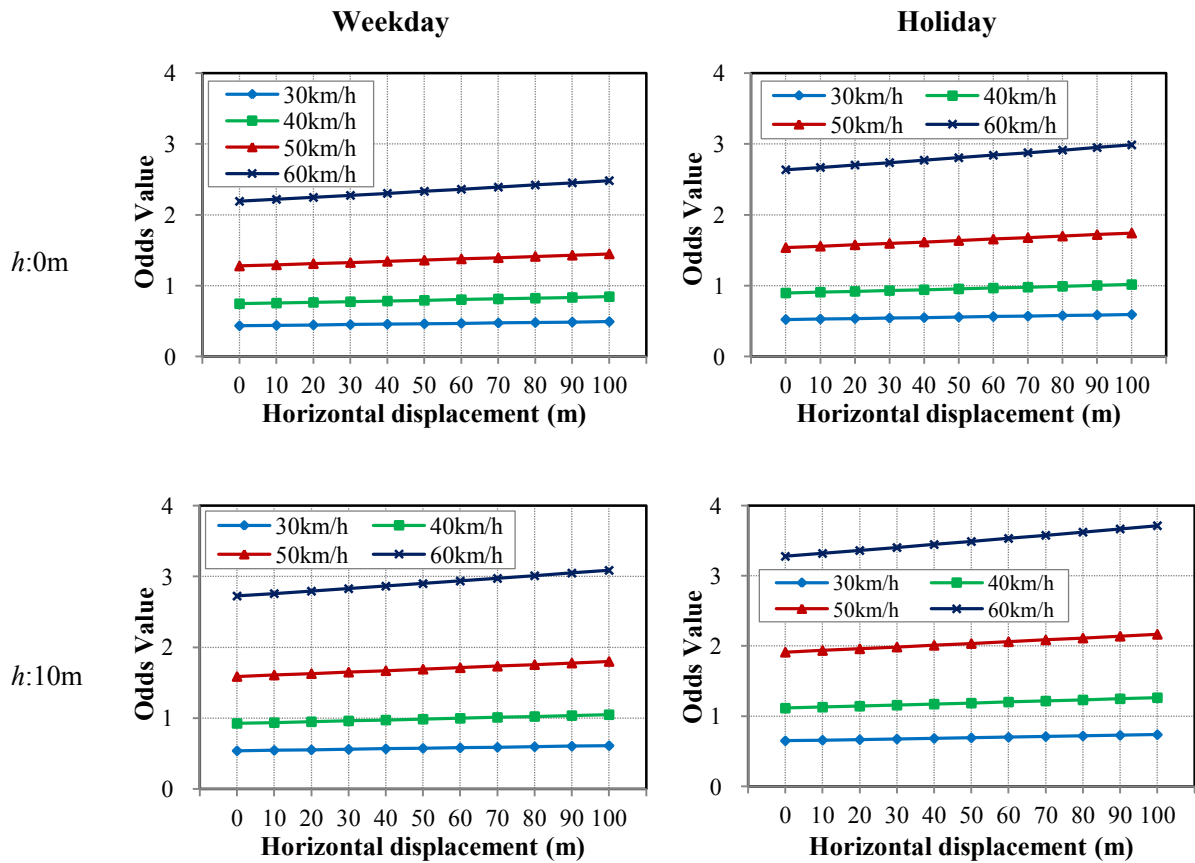 Weekday
Holiday
h:0m
4
3
2
1
0
Odds Value
30km/h
40km/h
50km/h
60km/h
0 10 20 30 40 50 60 70 80 90 100
Horizontal displacement (m)
4
3
2
1
0
Odds Value
30km/h 40km/h
50km/h 60km/h
0 10 20 30 40 50 60 70 80 90 100
Horizontal displacement (m)
h:10m
4
3
2
1
0
Odds Value
30km/h 40km/h
50km/h 60km/h
0 10 20 30 40 50 60 70 80 90 100
Horizontal displacement (m)
4
3
2
1
0
Odds Value
30km/h 40km/h
50km/h 60km/h
0 10 20 30 40 50 60 70 80 90 100
Horizontal displacement (m)